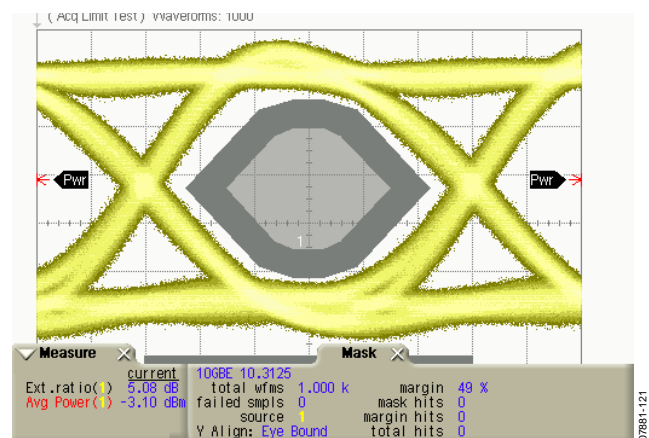 ( Acq Limit Test ) Waveforms: 1000
Pwr
Pwr
1
Measure
Mask
current
Ext.ratio(1) 5.08 dB
Avg Power(1) -3.10 dBm
10GBE 10.3125
total wfms 1.000 k margin 49 %
failed smpls 0 mask hits 0
source 1 margin hits 0
Y Align: Eye Bound total hits 0
07881-121